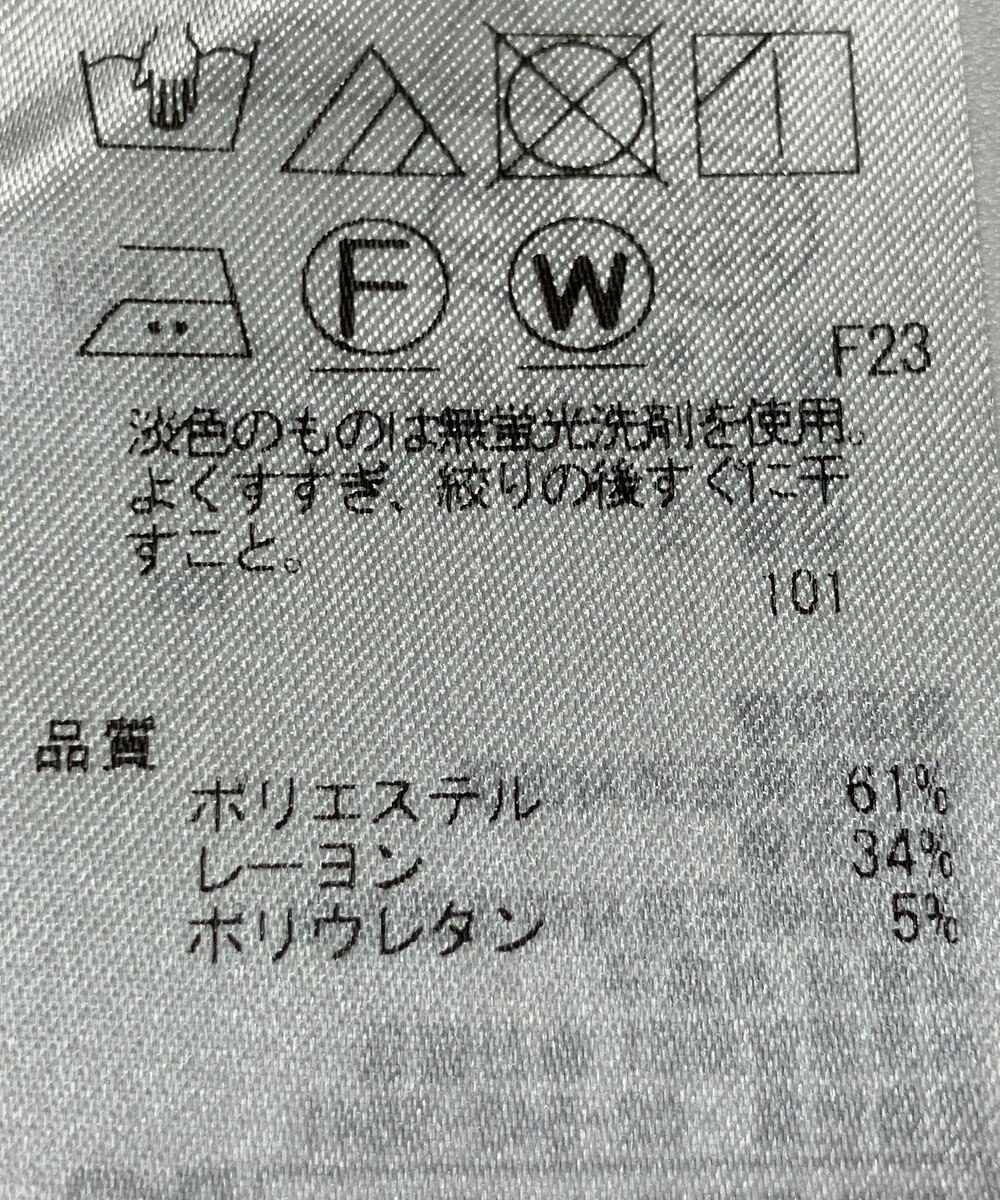 F W
F23
淡色のものは無蛍光洗剤を使用。
よくすすぎ、絞りの後すぐに干
すこと。
101
品質
ポリエステル 61%
レーヨン 34%
ポリウレタン 5%